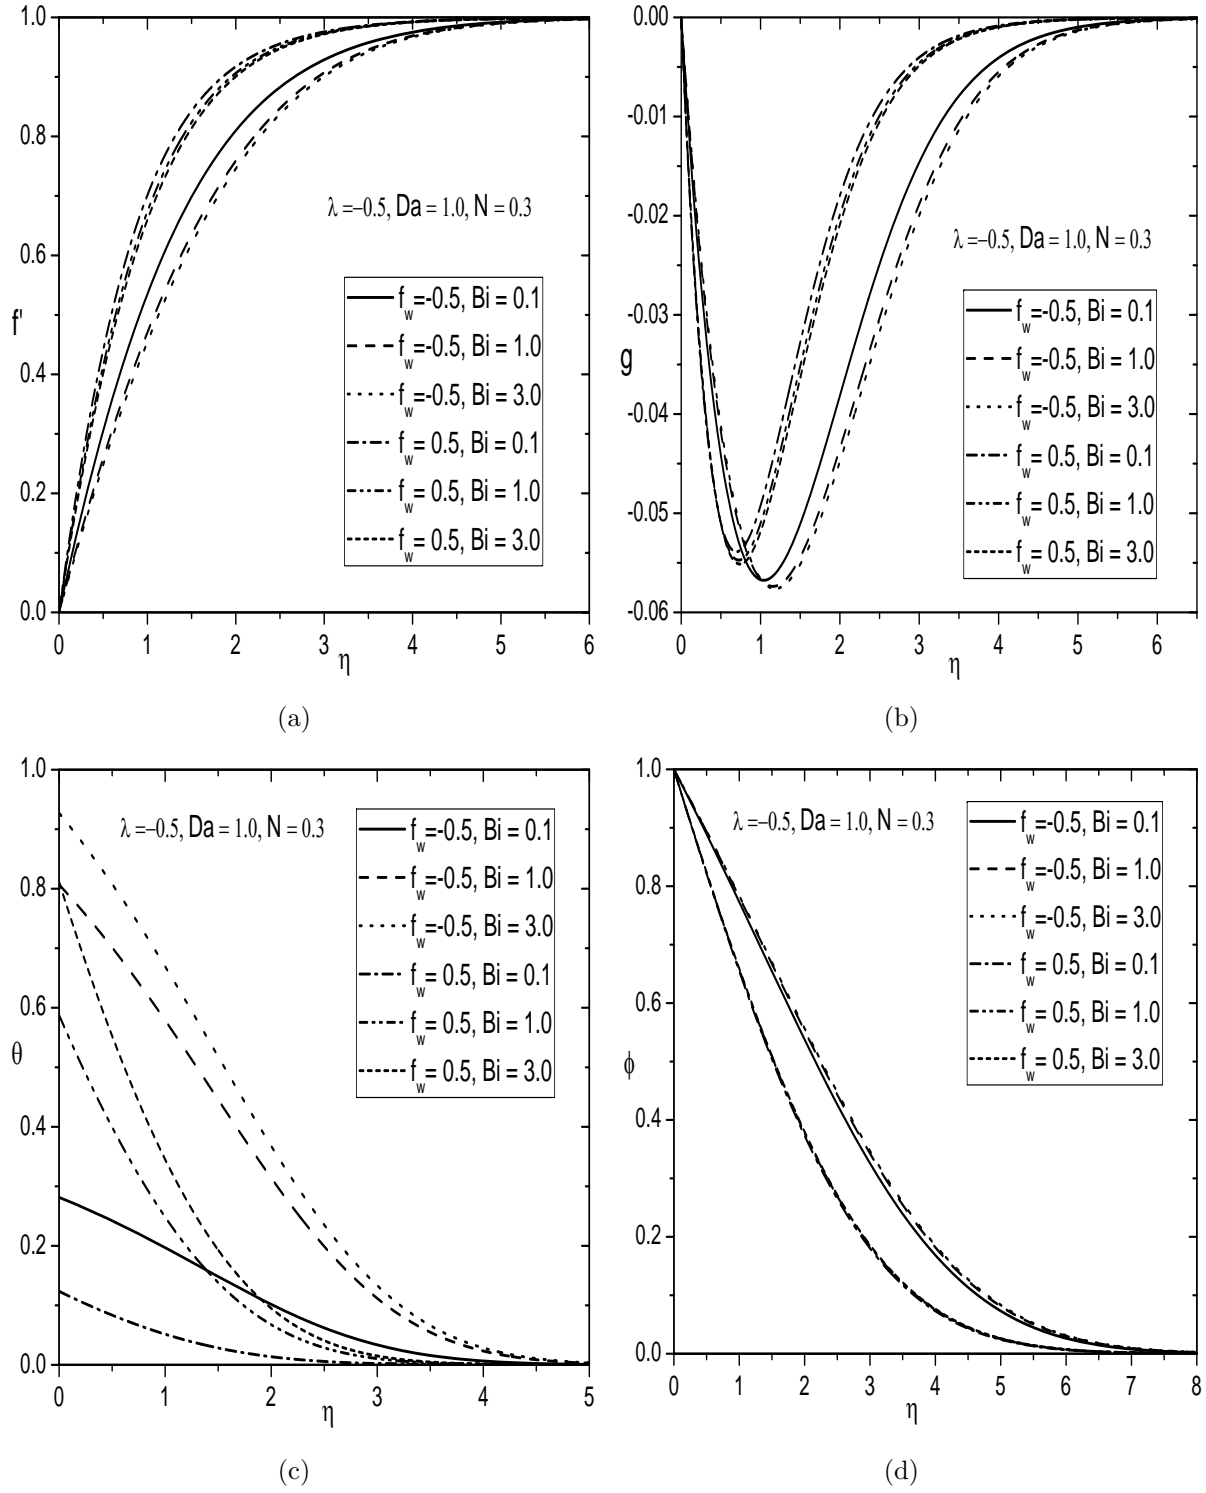 1.0
0.8
0.6
0.4
0.2
0.0
f'
0 1 2 3 4 5 6
η
λ =−0.5, Da = 1.0, N = 0.3
f_w=-0.5, Bi = 0.1
f_w=-0.5, Bi = 1.0
f_w=-0.5, Bi = 3.0
f_w= 0.5, Bi = 0.1
f_w= 0.5, Bi = 1.0
f_w= 0.5, Bi = 3.0
(a)
0.00
-0.01
-0.02
-0.03
-0.04
-0.05
-0.06
g
0 1 2 3 4 5 6
η
λ =−0.5, Da = 1.0, N = 0.3
f_w=-0.5, Bi = 0.1
f_w=-0.5, Bi = 1.0
f_w=-0.5, Bi = 3.0
f_w= 0.5, Bi = 0.1
f_w= 0.5, Bi = 1.0
f_w= 0.5, Bi = 3.0
(b)
1.0
0.8
0.6
0.4
0.2
0.0
θ
0 1 2 3 4 5
η
λ =−0.5, Da = 1.0, N = 0.3
f_w=-0.5, Bi = 0.1
f_w=-0.5, Bi = 1.0
f_w=-0.5, Bi = 3.0
f_w= 0.5, Bi = 0.1
f_w= 0.5, Bi = 1.0
f_w= 0.5, Bi = 3.0
(c)
1.0
0.8
0.6
0.4
0.2
0.0
ϕ
0 1 2 3 4 5 6 7 8
η
λ =−0.5, Da = 1.0, N = 0.3
f_w=-0.5, Bi = 0.1
f_w=-0.5, Bi = 1.0
f_w=-0.5, Bi = 3.0
f_w= 0.5, Bi = 0.1
f_w= 0.5, Bi = 1.0
f_w= 0.5, Bi = 3.0
(d)